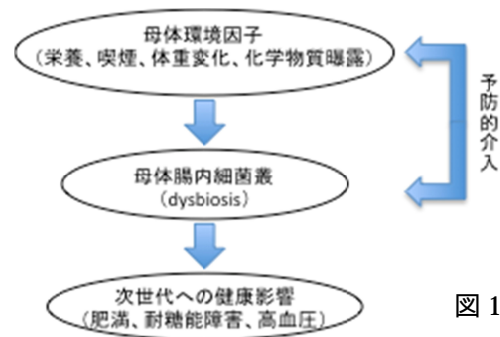 母体環境因子
(栄養、喫煙、体重変化、化学物質曝露)
予防的介入
母体腸内細菌叢
(dysbiosis)
次世代への健康影響
(肥満、耐糖能障害、高血圧)
図 1